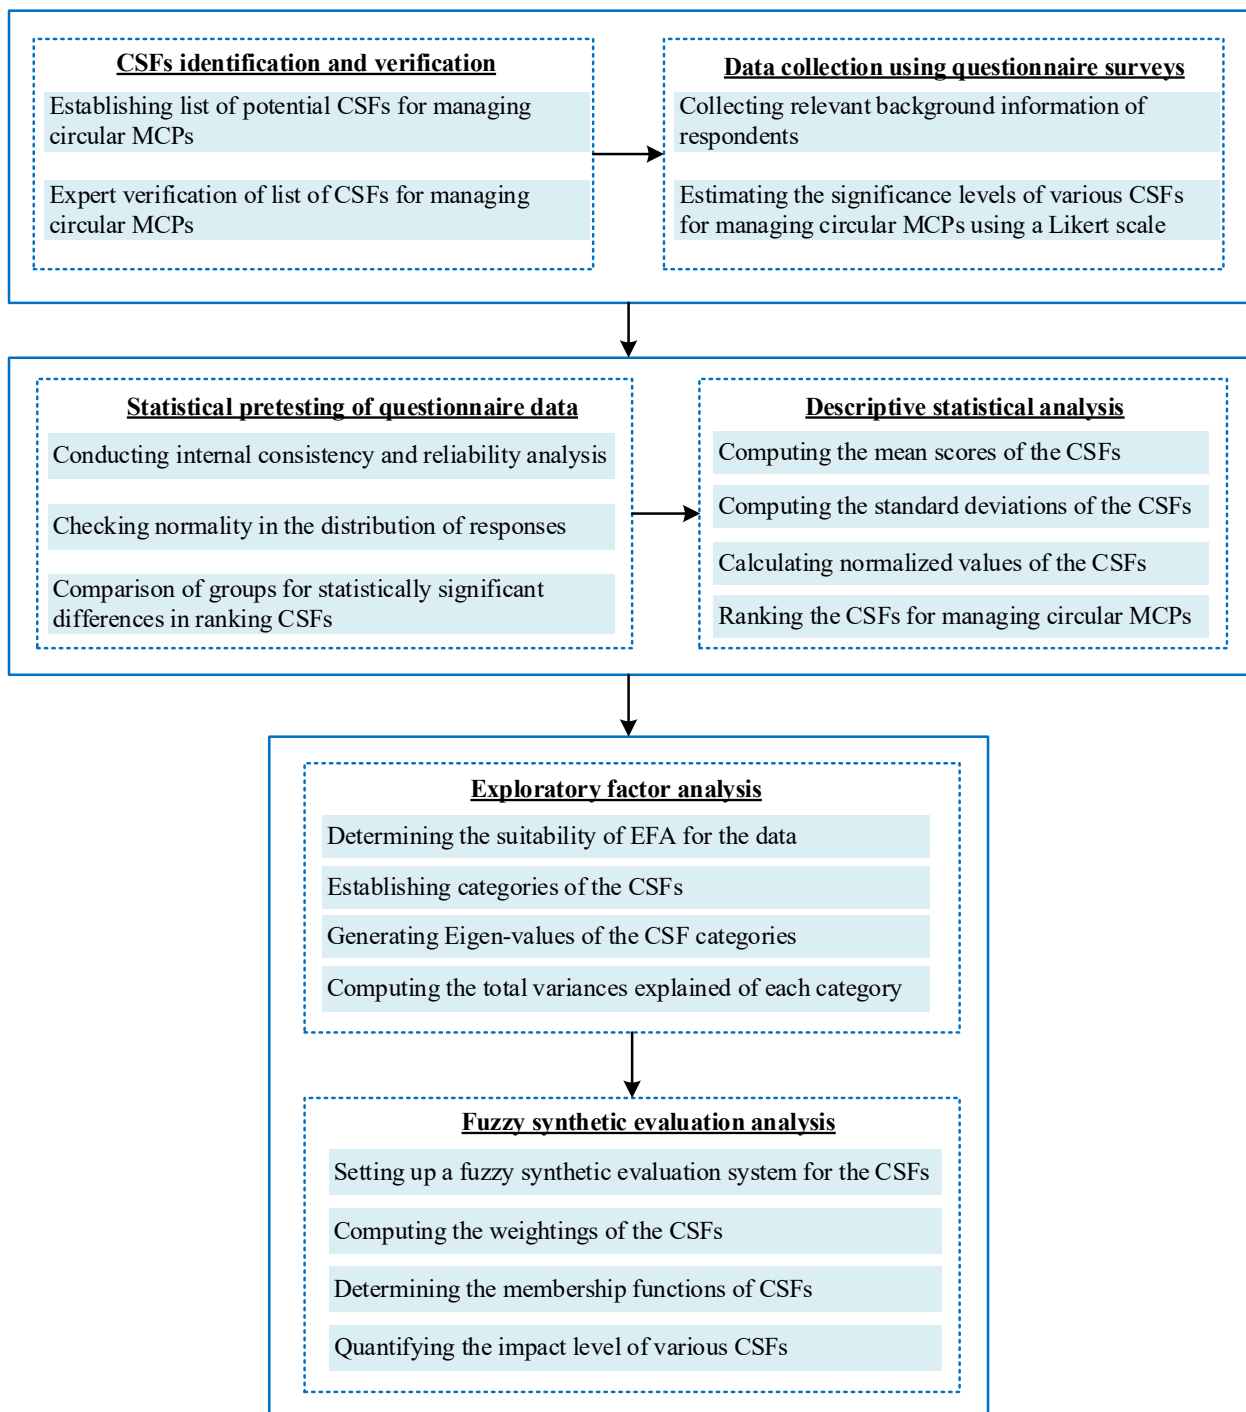 CSFs identification and verification
Establishing list of potential CSFs for managing
circular MCPs
Expert verification of list of CSFs for managing
circular MCPs
Data collection using questionnaire surveys
Collecting relevant background information of
respondents
Estimating the significance levels of various CSFs
for managing circular MCPs using a Likert scale
Statistical pretesting of questionnaire data
Conducting internal consistency and reliability analysis
Checking normality in the distribution of responses
Comparison of groups for statistically significant
differences in ranking CSFs
Descriptive statistical analysis
Computing the mean scores of the CSFs
Computing the standard deviations of the CSFs
Calculating normalized values of the CSFs
Ranking the CSFs for managing circular MCPs
Exploratory factor analysis
Determining the suitability of EFA for the data
Establishing categories of the CSFs
Generating Eigen-values of the CSF categories
Computing the total variances explained of each category
Fuzzy synthetic evaluation analysis
Setting up a fuzzy synthetic evaluation system for the CSFs
Computing the weightings of the CSFs
Determining the membership functions of CSFs
Quantifying the impact level of various CSFs